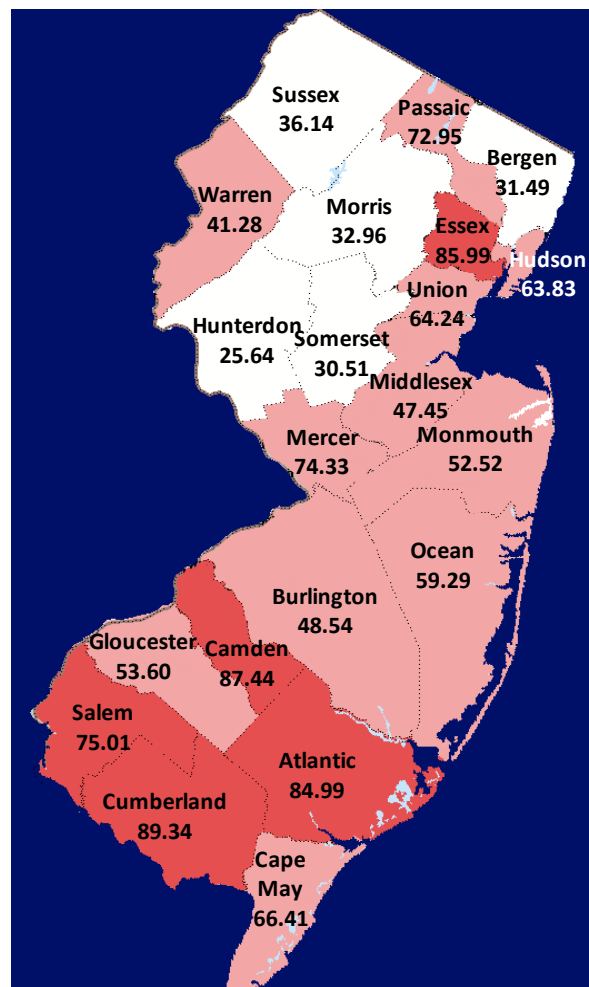 Sussex
36.14
Passaic
72.95
Bergen
31.49
Warren
41.28
Morris
32.96
Essex
85.99
Hudson
63.83
Union
64.24
Hunterdon
25.64
Somerset
30.51
Middlesex
47.45
Mercer
74.33
Monmouth
52.52
Ocean
59.29
Burlington
48.54
Gloucester
53.60
Camden
87.44
Salem
75.01
Atlantic
84.99
Cumberland
89.34
Cape
May
66.41